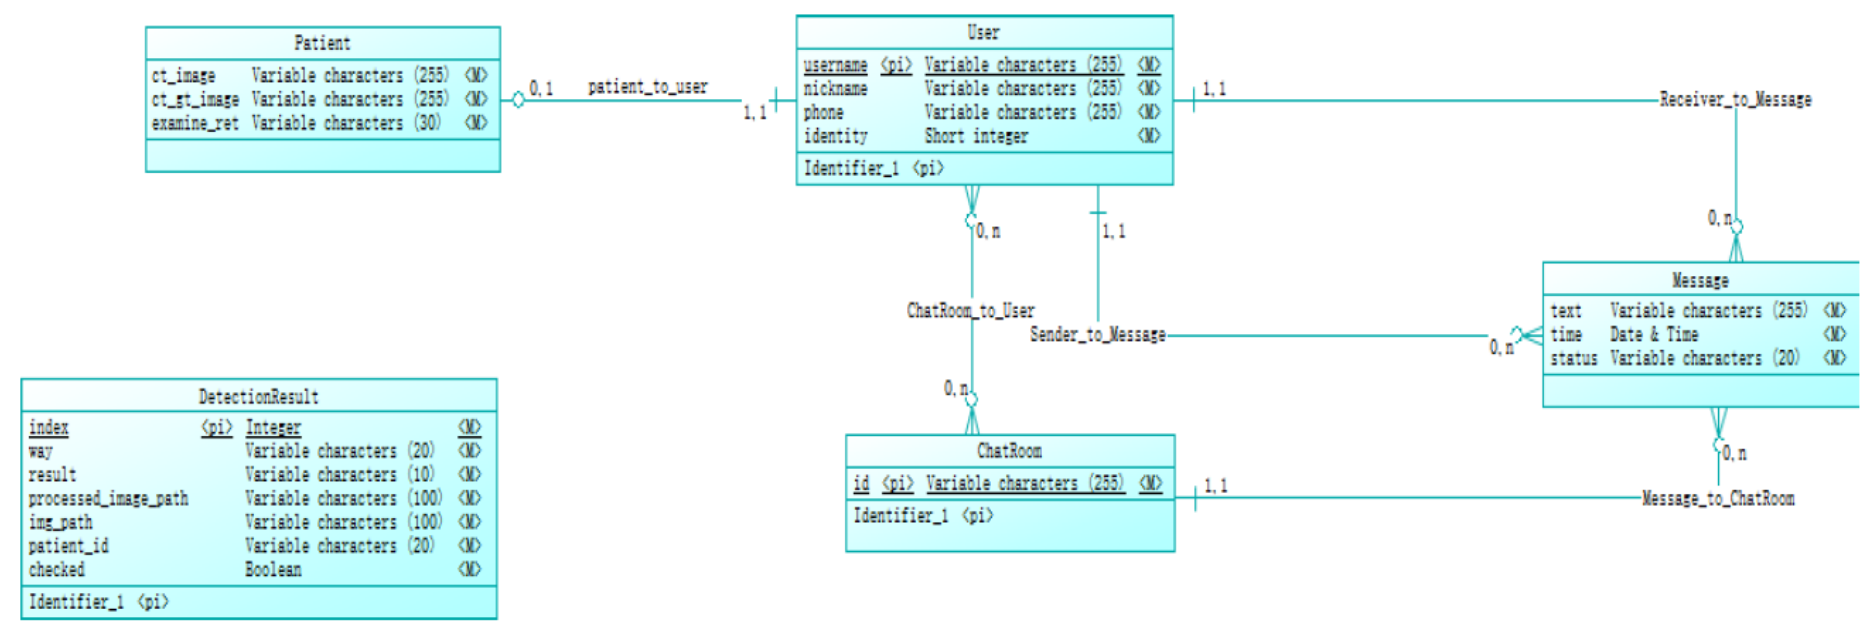 Patient
ct_image Variable characters (255) <M>
ct_gt_image Variable characters (255) <M>
examine_ret Variable characters (30) <M>
0,1
patient_to_user
1,1
User
username <pi> Variable characters (255) <M>
nickname Variable characters (255) <M>
phone Variable characters (255) <M>
identity Short integer <M>
Identifier_1 <pi>
1,1
Receiver_to_Message
0,n
0,n
1,1
ChatRoom_to_User
Sender_to_Message
0,n
0,n
Message
text Variable characters (255) <M>
time Date & Time <M>
status Variable characters (20) <M>
DetectionResult
index <pi> Integer <M>
way Variable characters (20) <M>
result Variable characters (10) <M>
processed_image_path Variable characters (100) <M>
img_path Variable characters (100) <M>
patient_id Variable characters (20) <M>
checked Boolean <M>
Identifier_1 <pi>
ChatRoom
id <pi> Variable characters (255) <M>
Identifier_1 <pi>
1,1
0,n
Message_to_ChatRoom